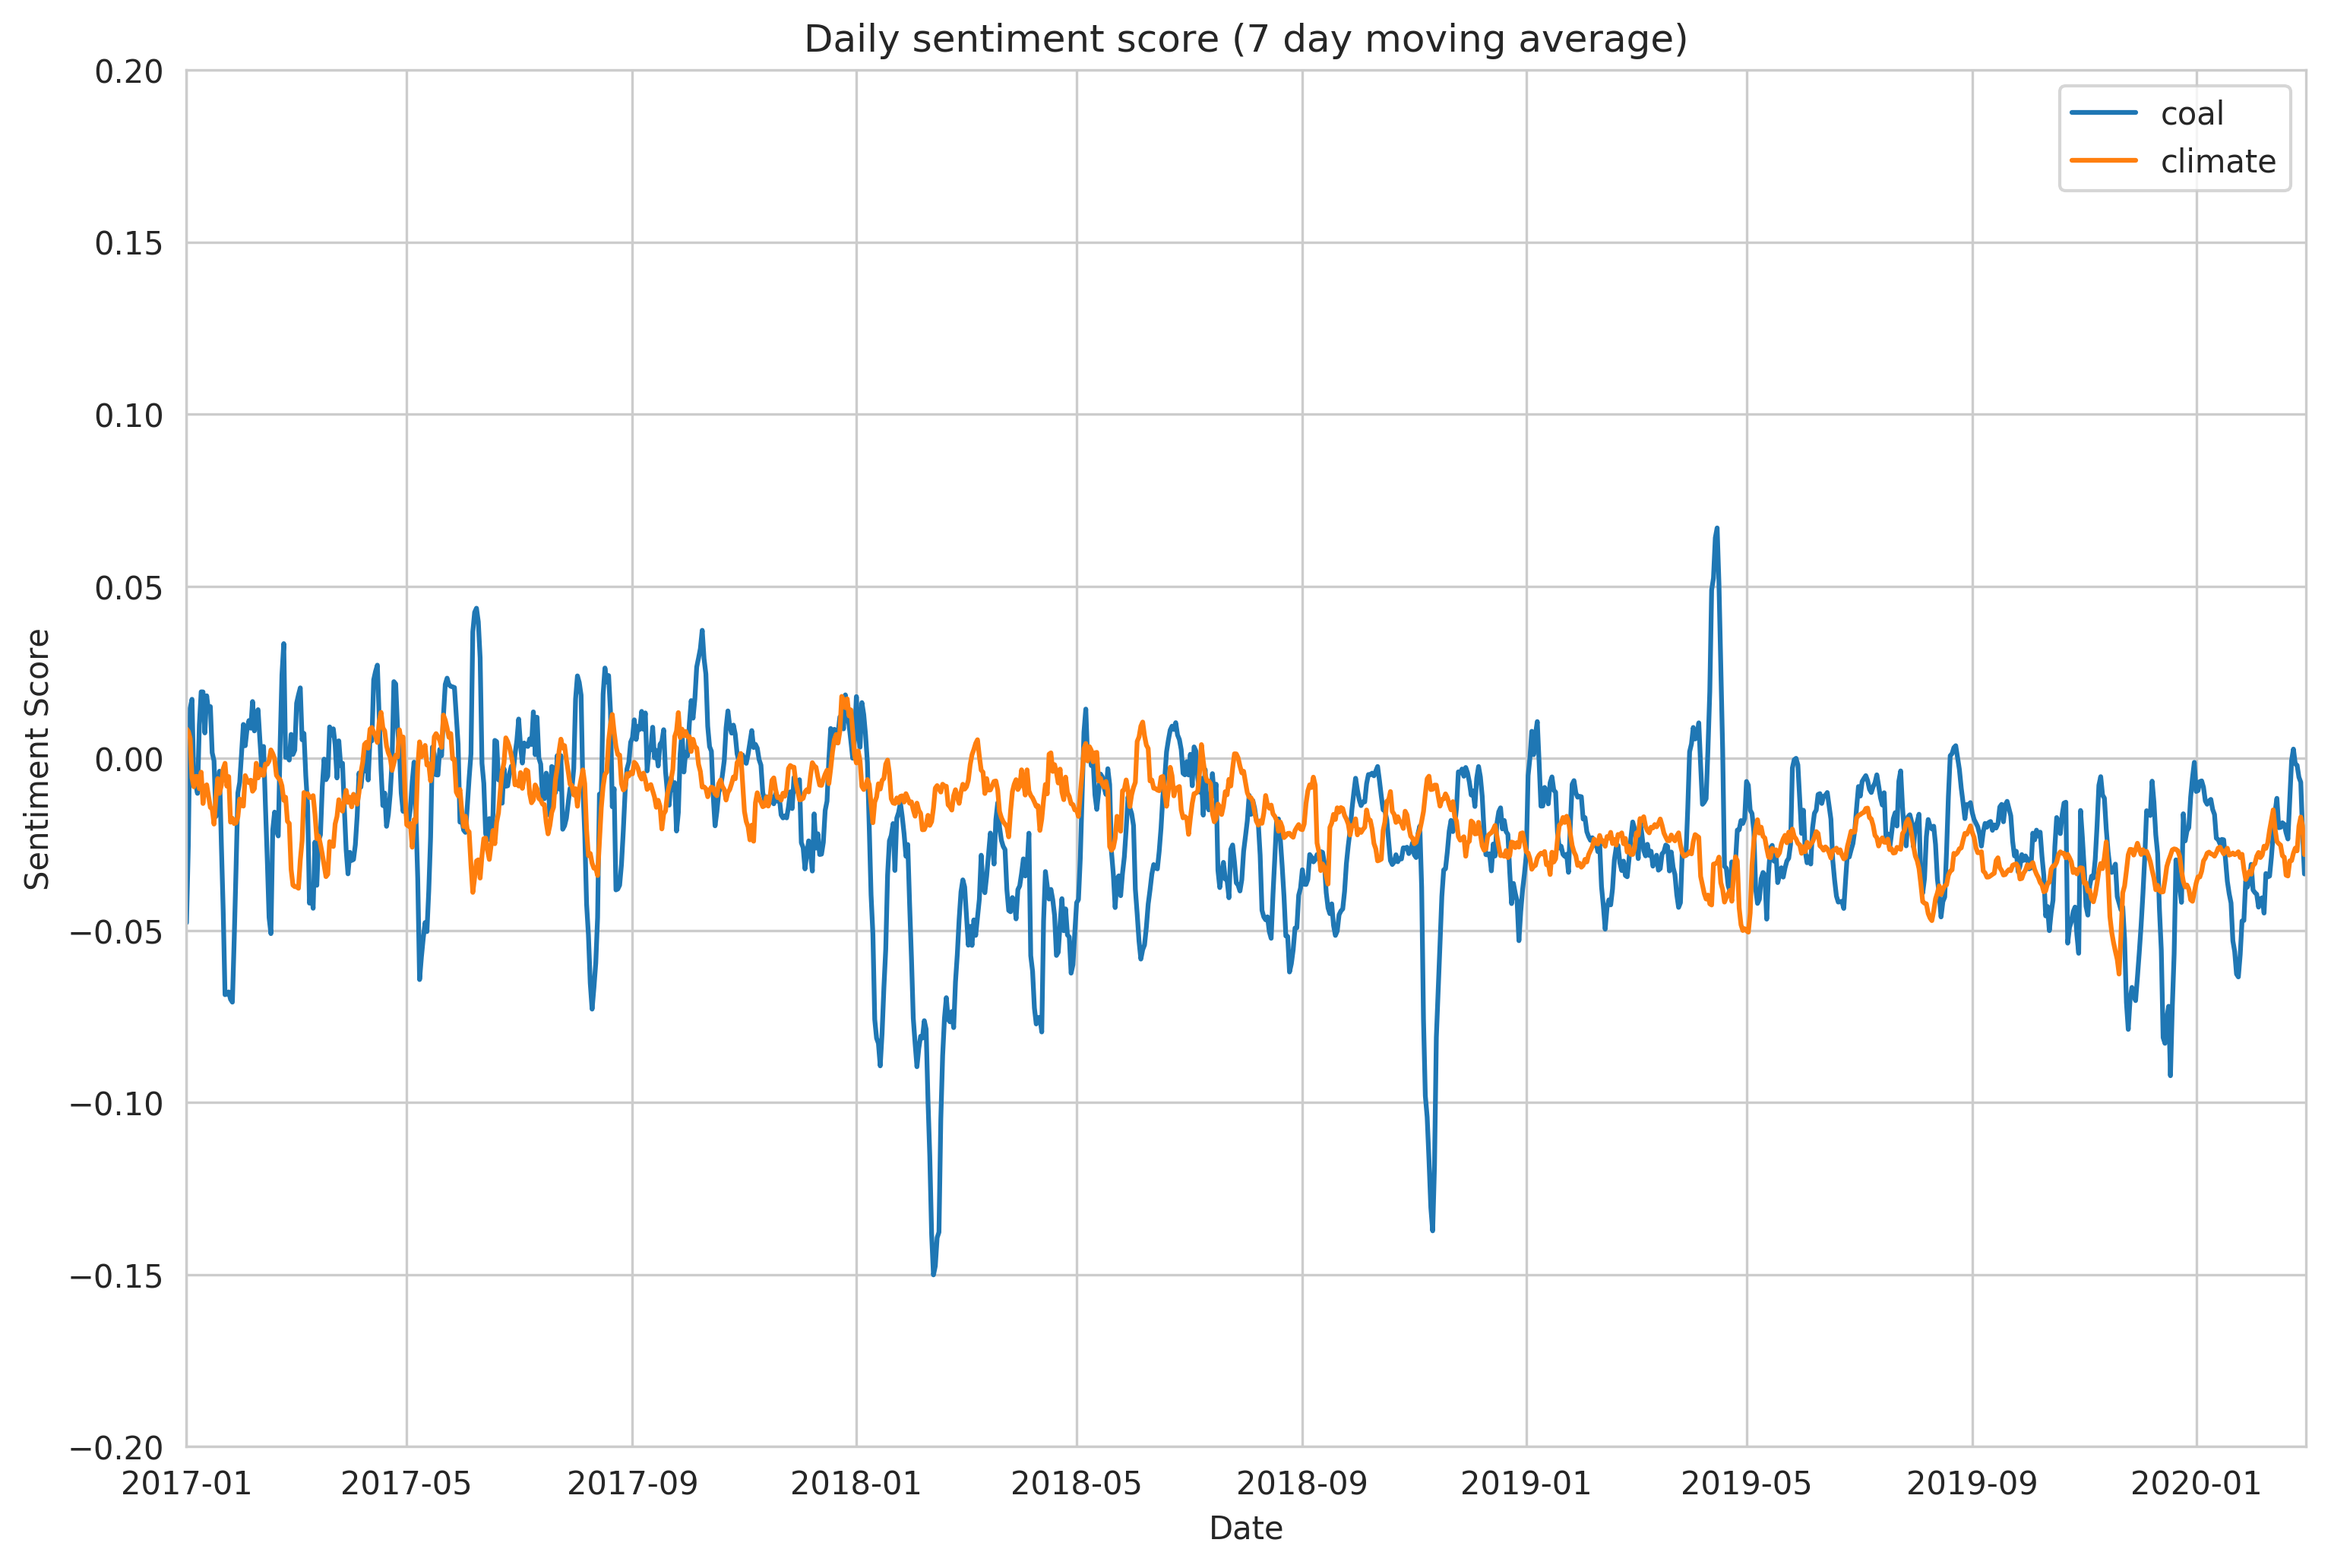 Daily sentiment score (7 day moving average)
coal
climate
Sentiment Score
0.20
0.15
0.10
0.05
0.00
−0.05
−0.10
−0.15
−0.20
2017-01 2017-05 2017-09 2018-01 2018-05 2018-09 2019-01 2019-05 2019-09 2020-01
Date